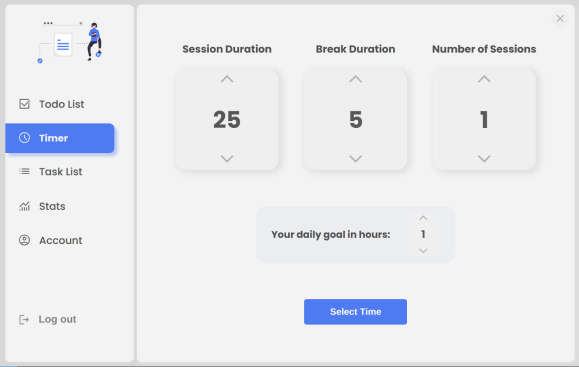 Todo List
Timer
Task List
Stats
Account
Log out
Session Duration
Break Duration
Number of Sessions
25
5
1
Your daily goal in hours:
1
Select Time